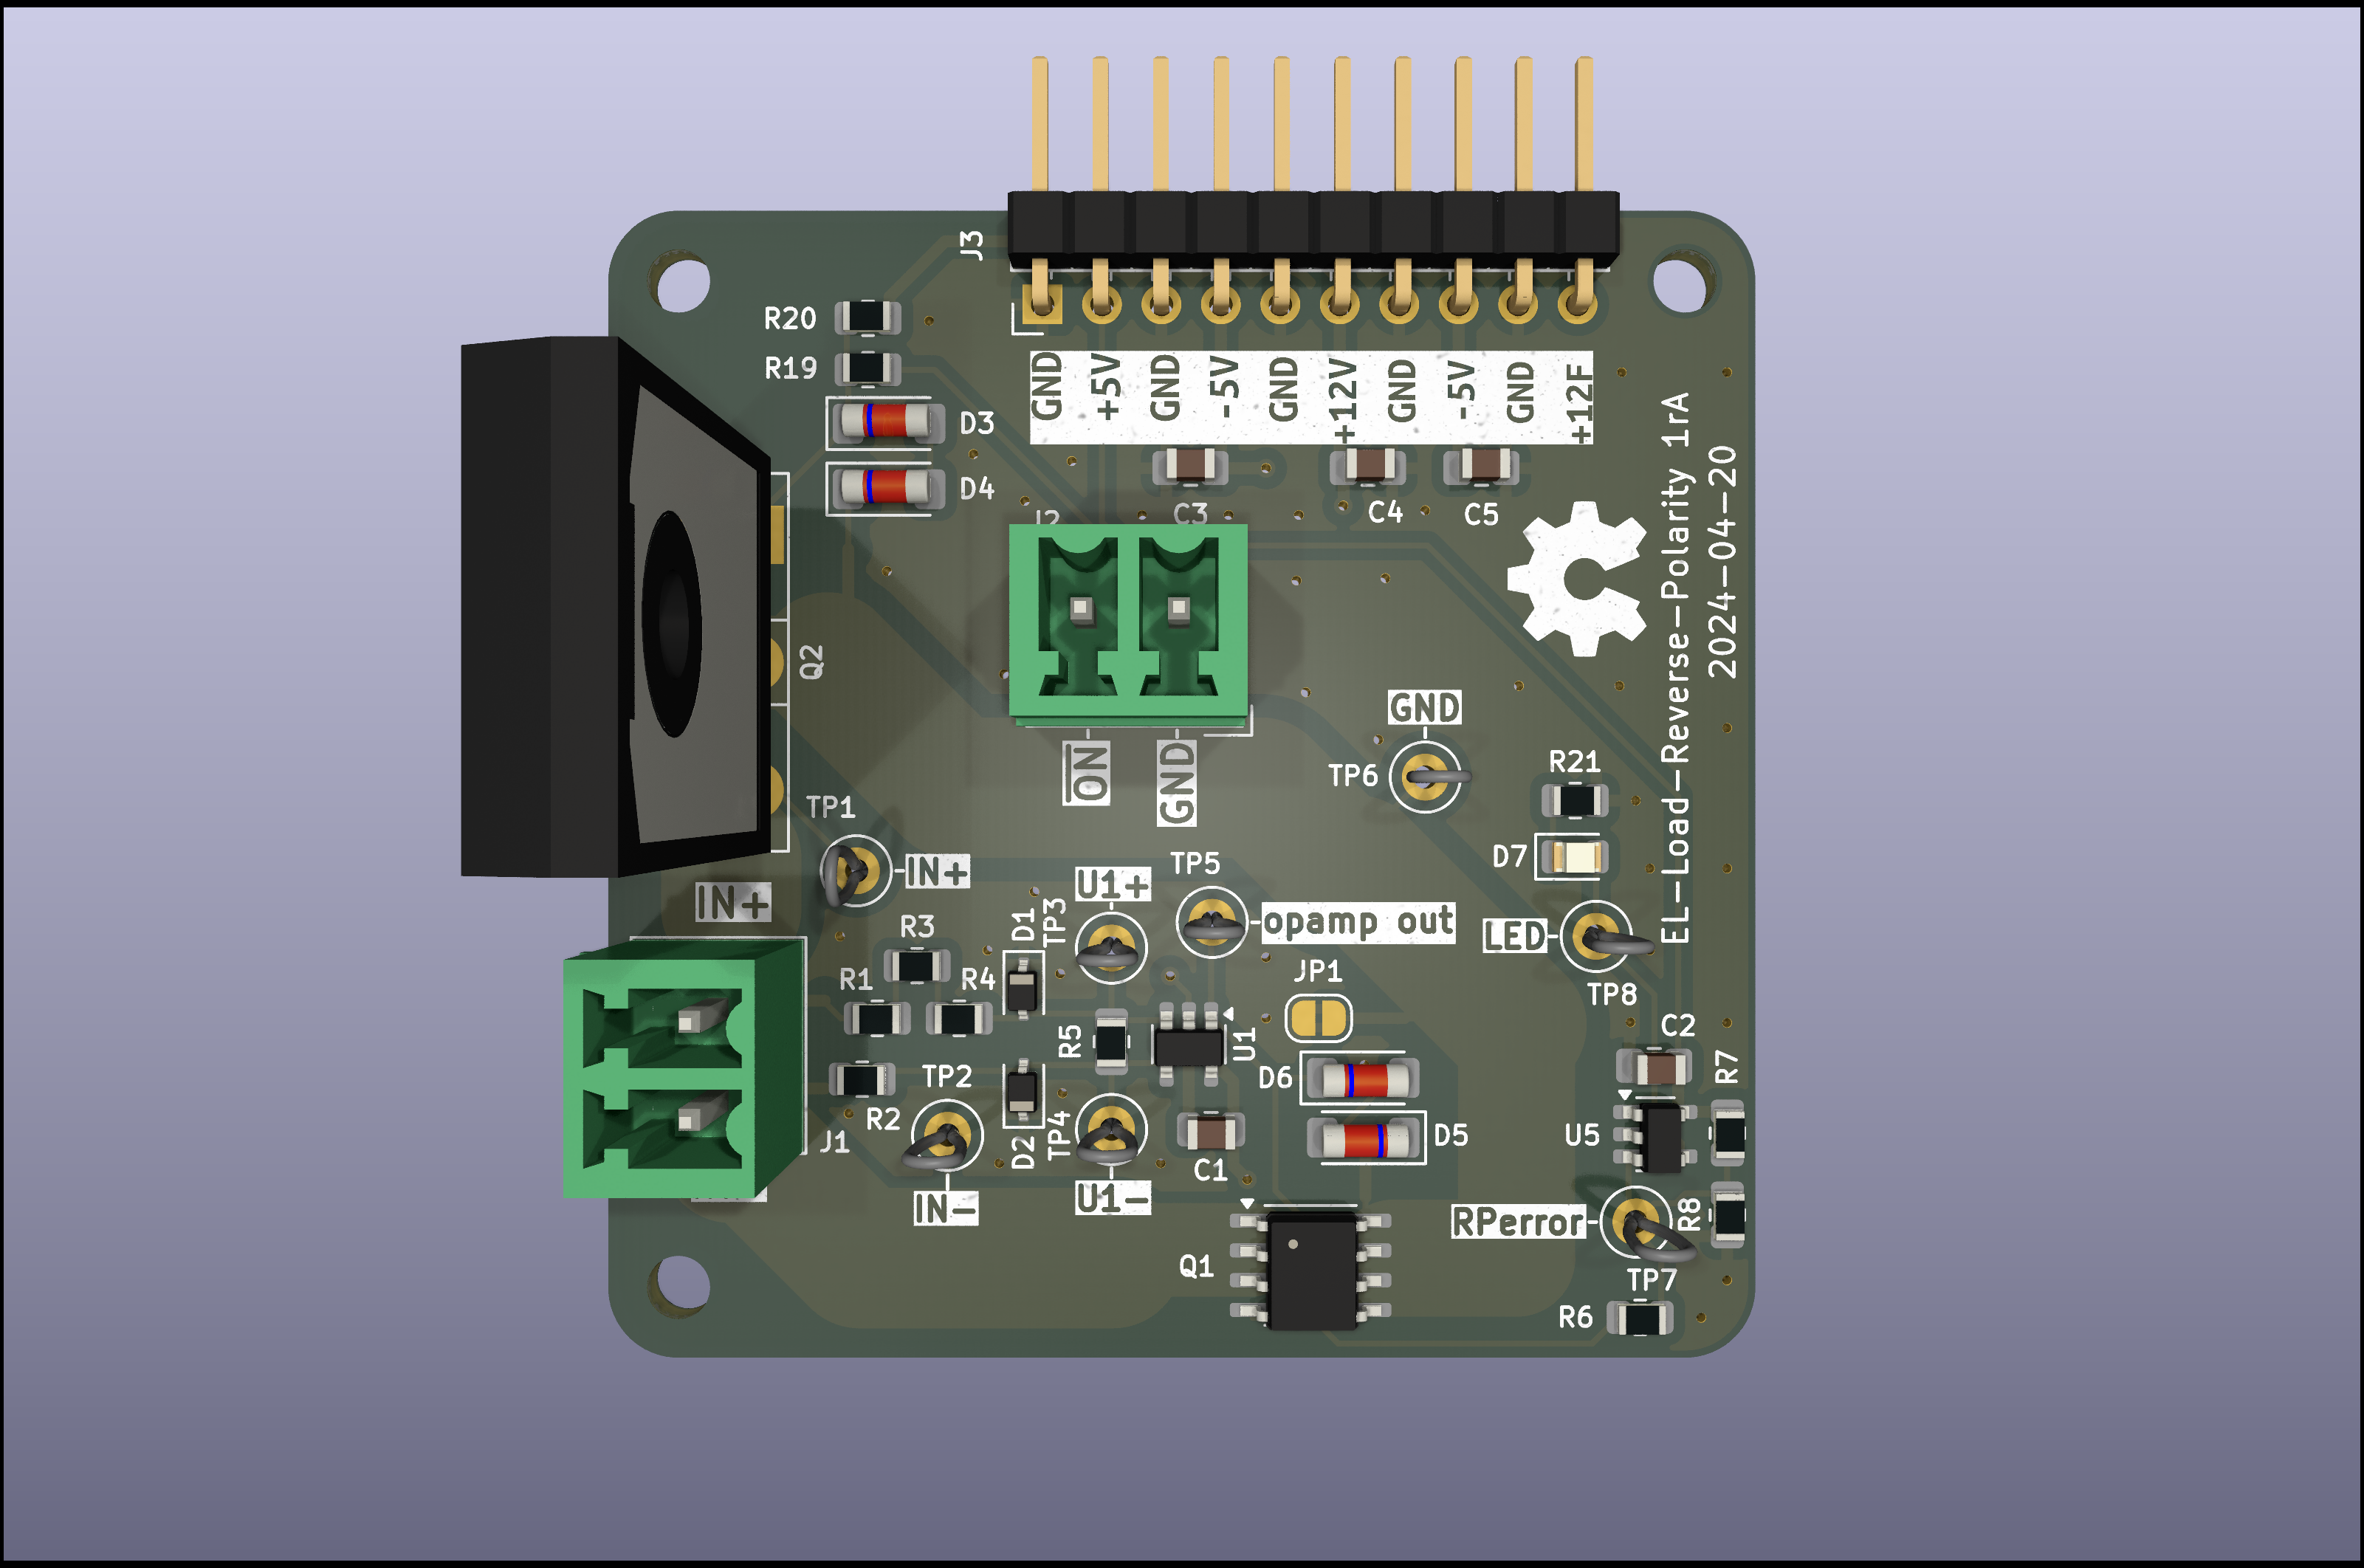 J3
R20
R19
D3
D4
GND
+5V
GND
-5V
GND
+12V
GND
-5V
GND
+12F
C3
C4
C5
J2
Q2
EL-Load-Reverse-Polarity 1rA
2024-04-20
ON
GND
GND
TP6
R21
D7
TP1
IN+
IN+
U1+
TP3
D1
TP5
opamp out
LED
TP8
R3
R1
R4
JP1
R5
U1
C2
R7
D6
TP2
R2
J1
D2
TP4
D5
U5
C1
IN-
U1-
RPerror
R8
TP7
Q1
R6